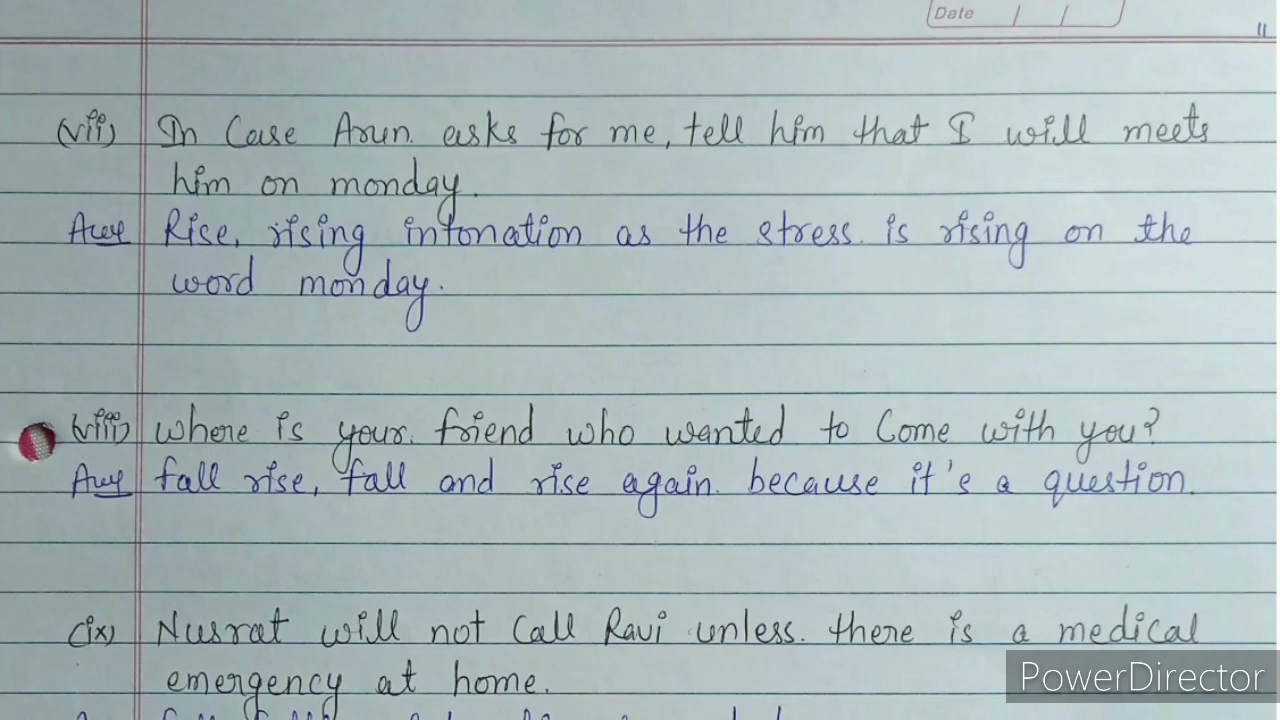 Date / /
11
(vii) In Case Arun. asks for me, tell him that I will meets
him on monday.
Ans Rise, rising intonation as the stress. is rising on the
word monday.
(viii) Where is your. friend who wanted to Come with you?
Ans fall rise, fall and rise again. because it's a question.
(ix) Nusrat will not Call Ravi unless. there is a medical
emergency at home.
PowerDirector